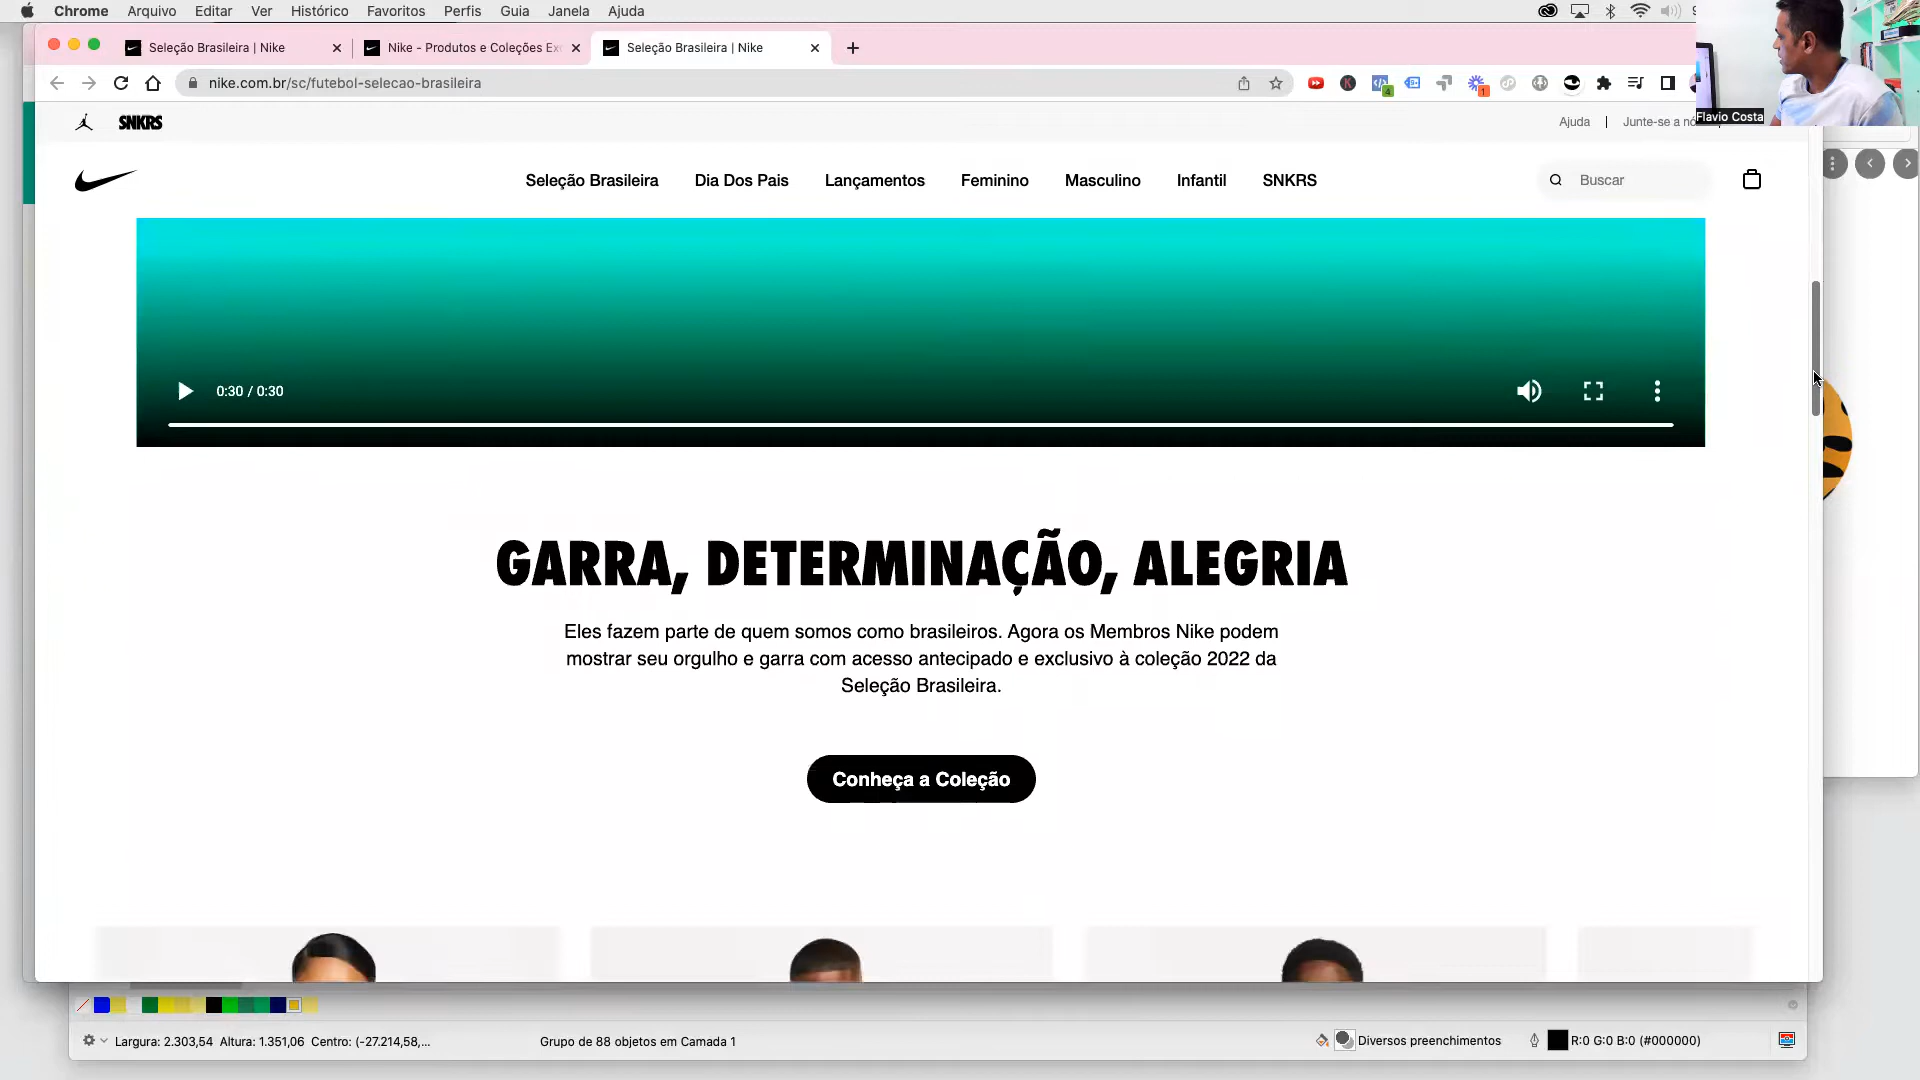 Chrome Arquivo Editar Ver Histórico Favoritos Perfis Guia Janela Ajuda
Seleção Brasileira | Nike
Nike - Produtos e Coleções Ex
Seleção Brasileira | Nike
nike.com.br/sc/futebol-selecao-brasileira
4
1
Flavio Costa
SNKRS
Ajuda | Junte-se a nó
Seleção Brasileira Dia Dos Pais Lançamentos Feminino Masculino Infantil SNKRS
Buscar
0:30 / 0:30
GARRA, DETERMINAÇÃO, ALEGRIA
Eles fazem parte de quem somos como brasileiros. Agora os Membros Nike podem
mostrar seu orgulho e garra com acesso antecipado e exclusivo à coleção 2022 da
Seleção Brasileira.
Conheça a Coleção
Largura: 2.303,54 Altura: 1.351,06 Centro: (-27.214,58,...
Grupo de 88 objetos em Camada 1
Diversos preenchimentos
R:0 G:0 B:0 (#000000)